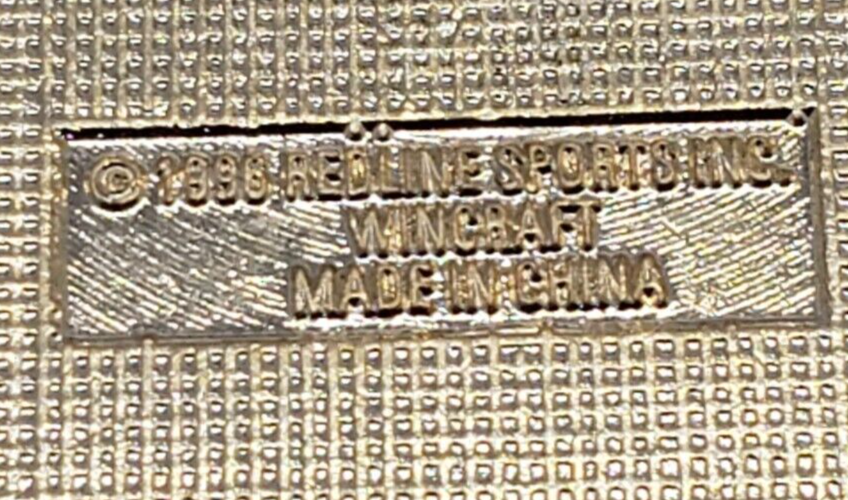 © 1996 REDLINE SPORTS INC.
WINCRAFT
MADE IN CHINA